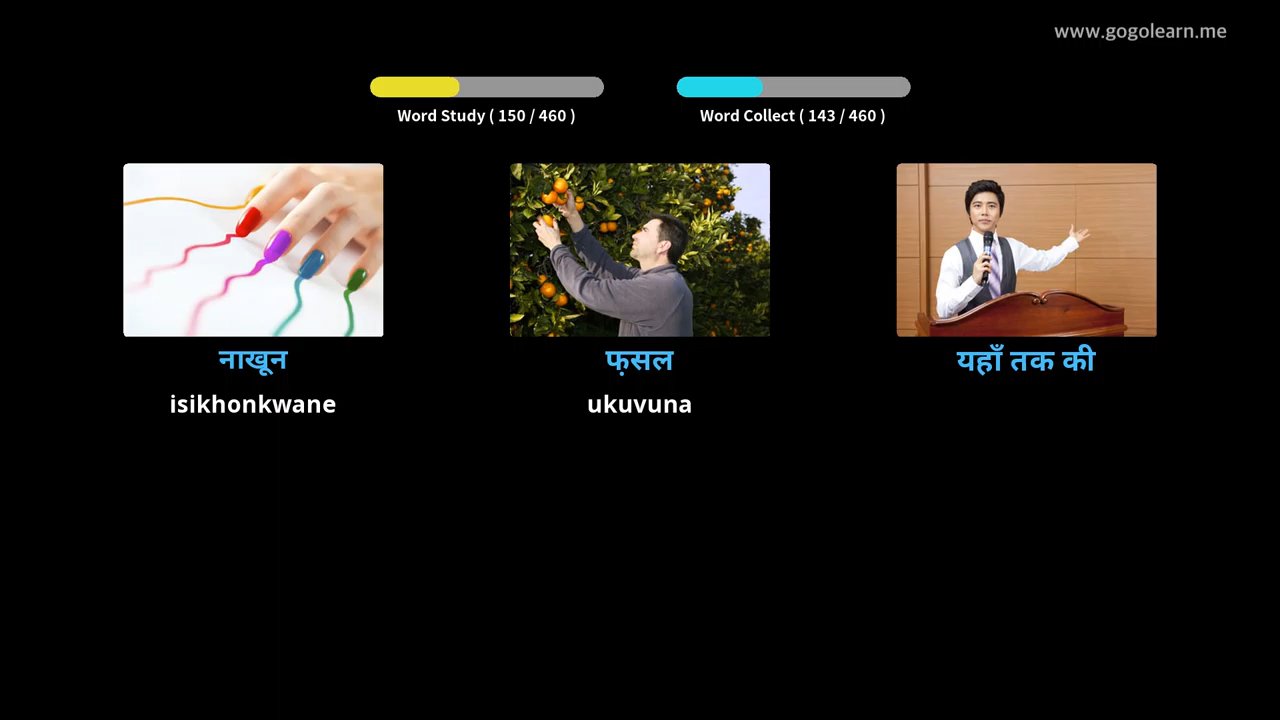 www.gogolearn.me
Word Study ( 150 / 460 )
Word Collect ( 143 / 460 )
नाखून
फ़सल
यहाँ तक की
isikhonkwane
ukuvuna